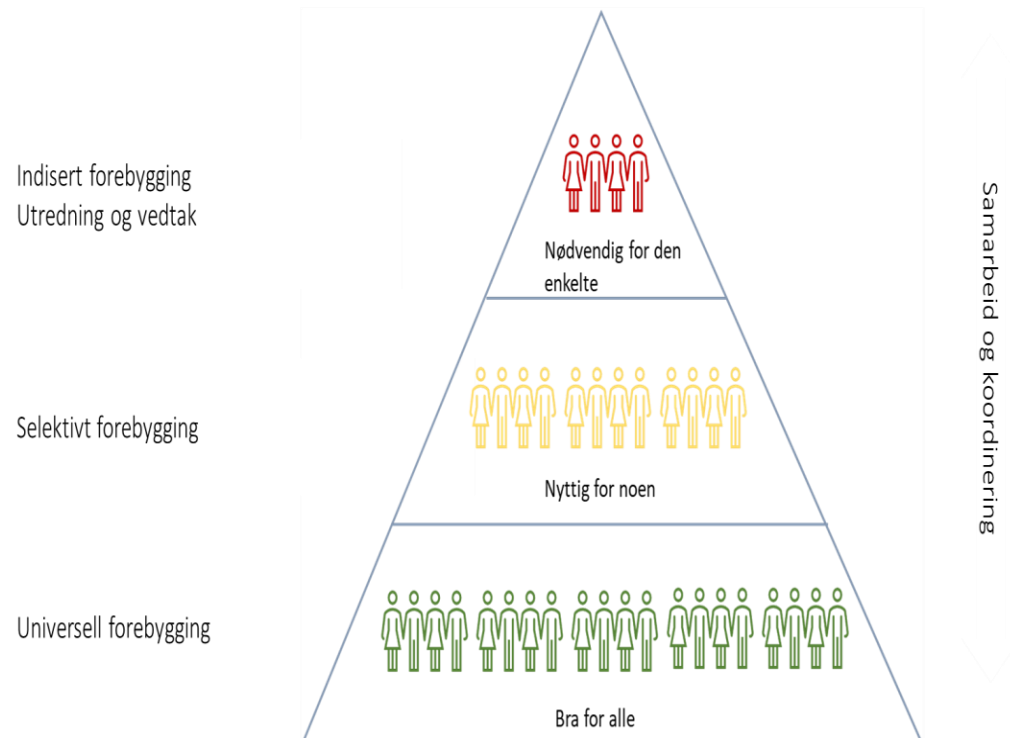 Indisert forebygging
Utredning og vedtak
Nødvendig for den
enkelte
Selektivt forebygging
Nyttig for noen
Universell forebygging
Bra for alle
Samarbeid og koordinering